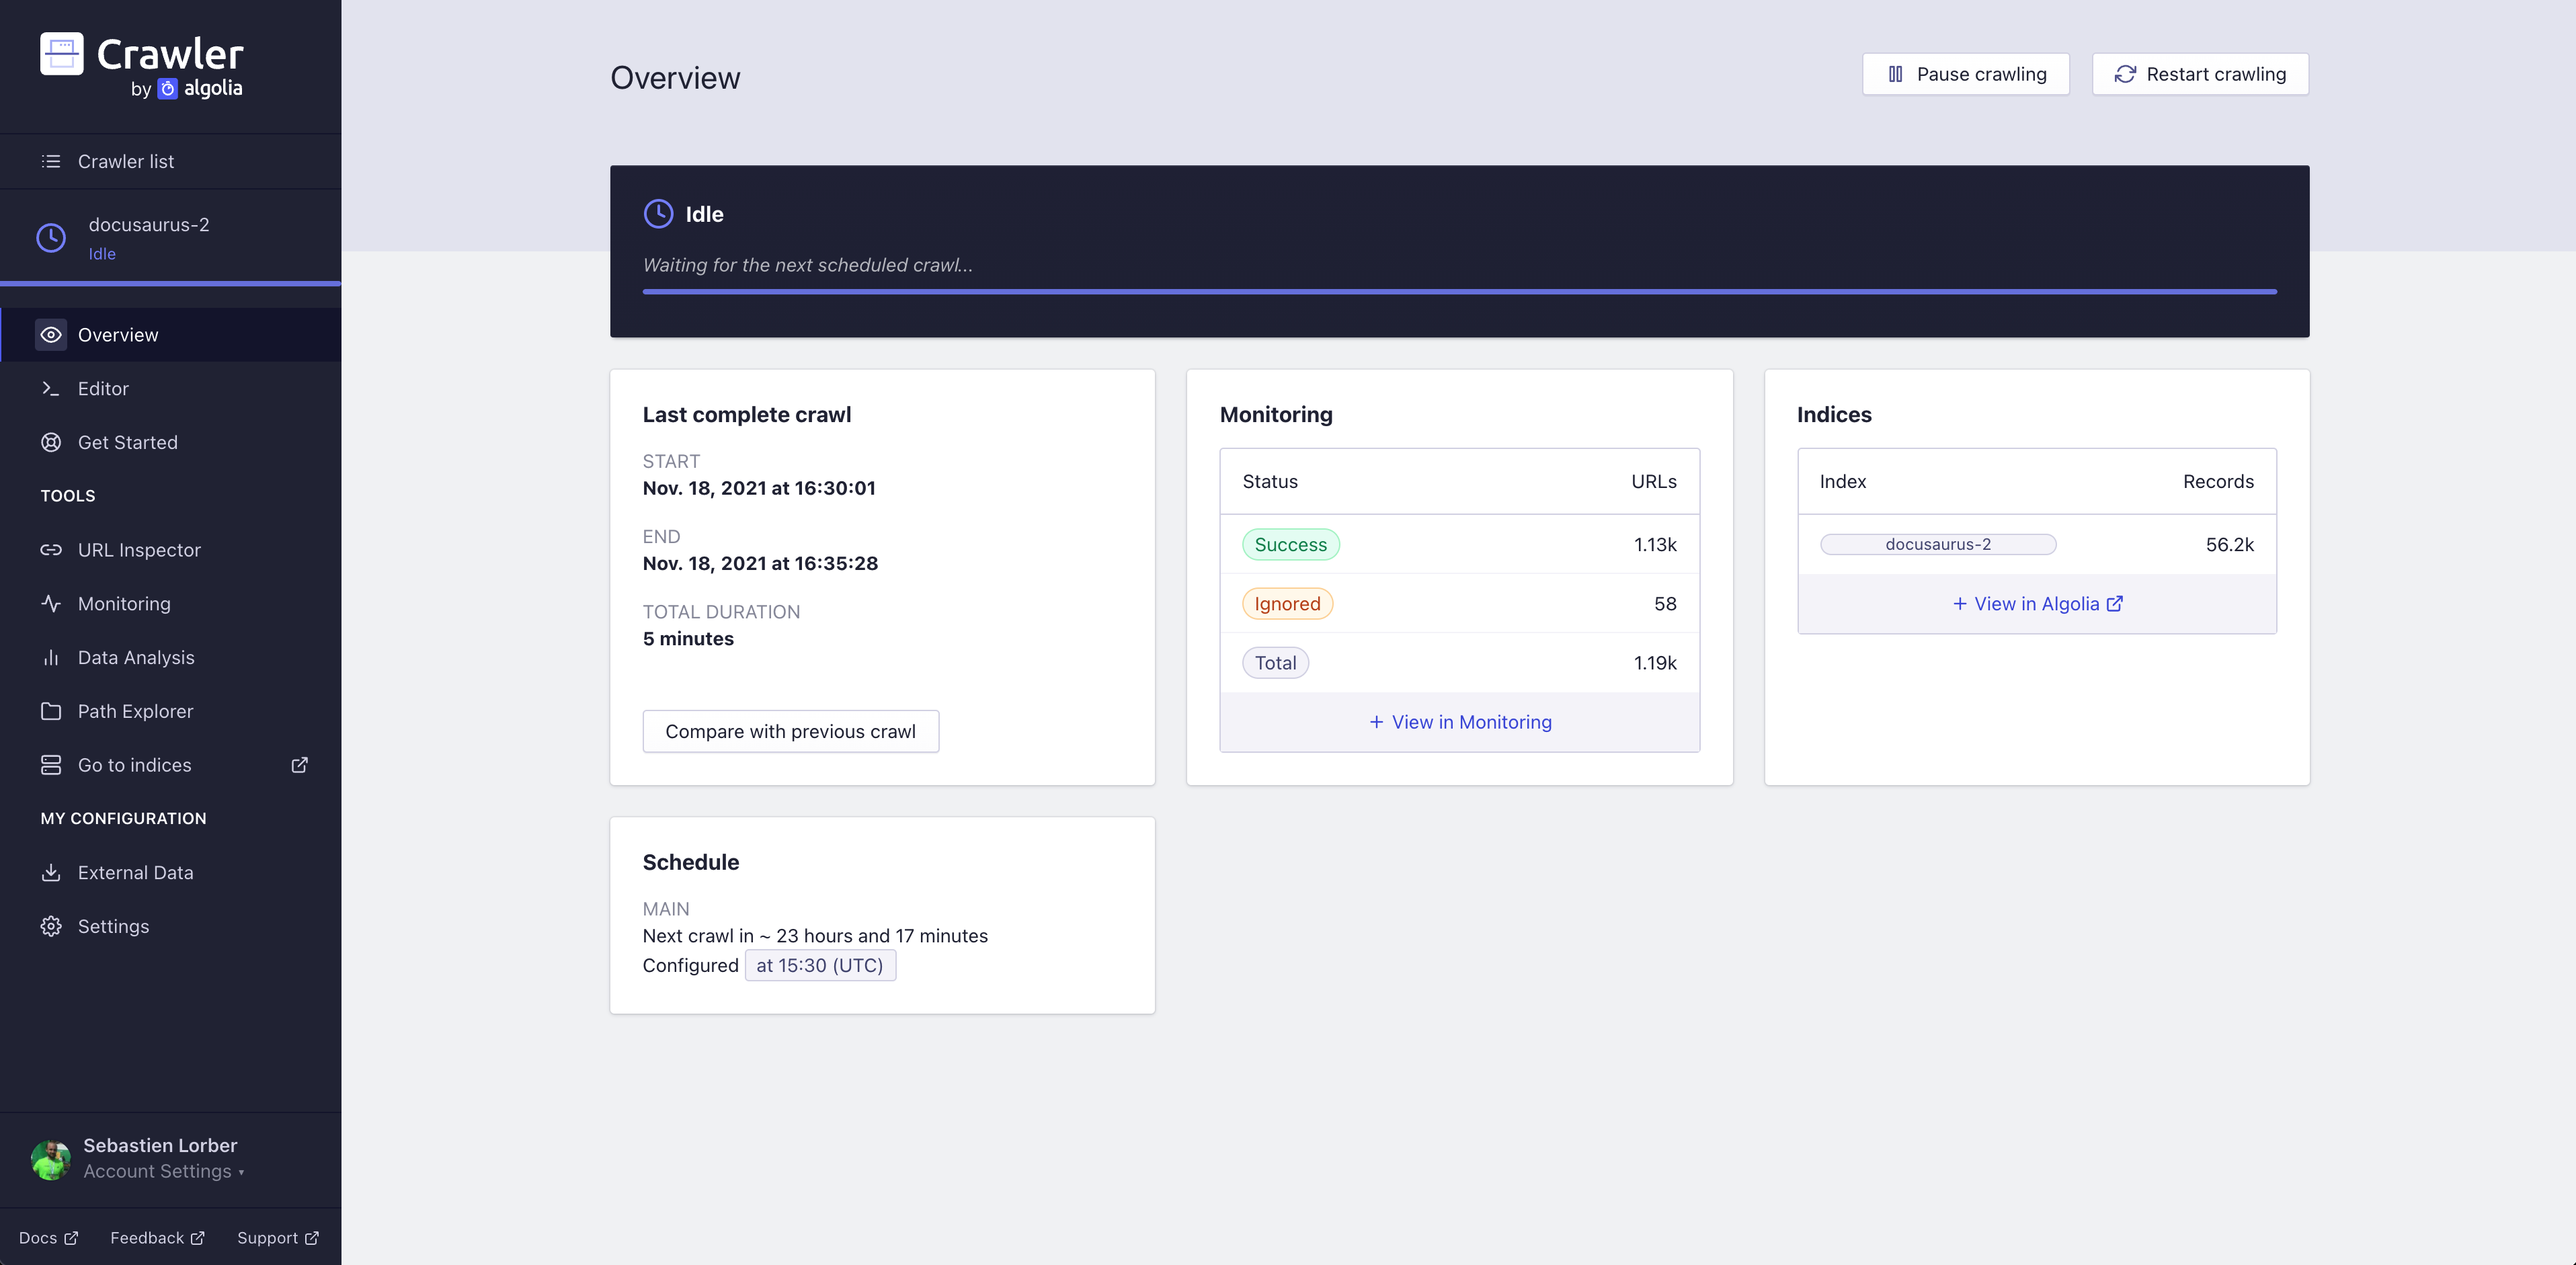 Crawler
by algolia
Crawler list
docusaurus-2
Idle
Overview
Editor
Get Started
TOOLS
URL Inspector
Monitoring
Data Analysis
Path Explorer
Go to indices
MY CONFIGURATION
External Data
Settings
Sebastien Lorber
Account Settings
Docs Feedback Support
Overview
Pause crawling Restart crawling
Idle
Waiting for the next scheduled crawl...
Last complete crawl
START
Nov. 18, 2021 at 16:30:01
END
Nov. 18, 2021 at 16:35:28
TOTAL DURATION
5 minutes
Compare with previous crawl
Monitoring
Status URLs
Success 1.13k
Ignored 58
Total 1.19k
+ View in Monitoring
Indices
Index Records
docusaurus-2 56.2k
+ View in Algolia
Schedule
MAIN
Next crawl in ~ 23 hours and 17 minutes
Configured at 15:30 (UTC)